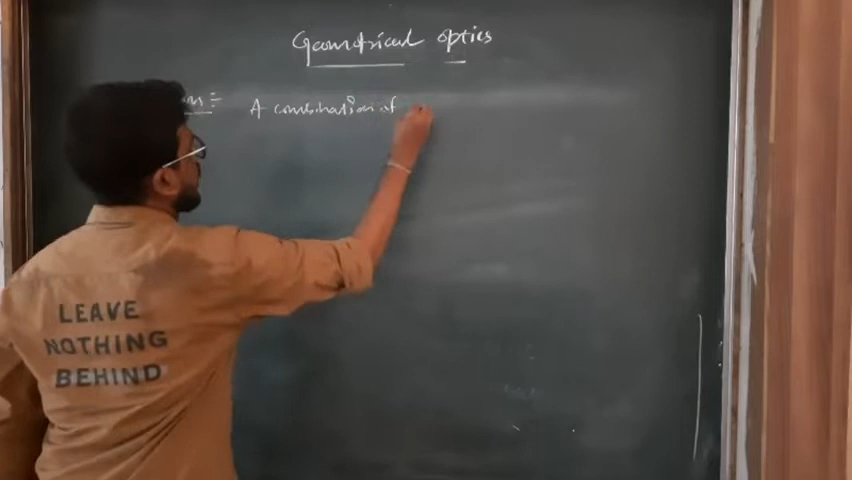 Geometrical optics
A combination of
LEAVE
NOTHING
BEHIND